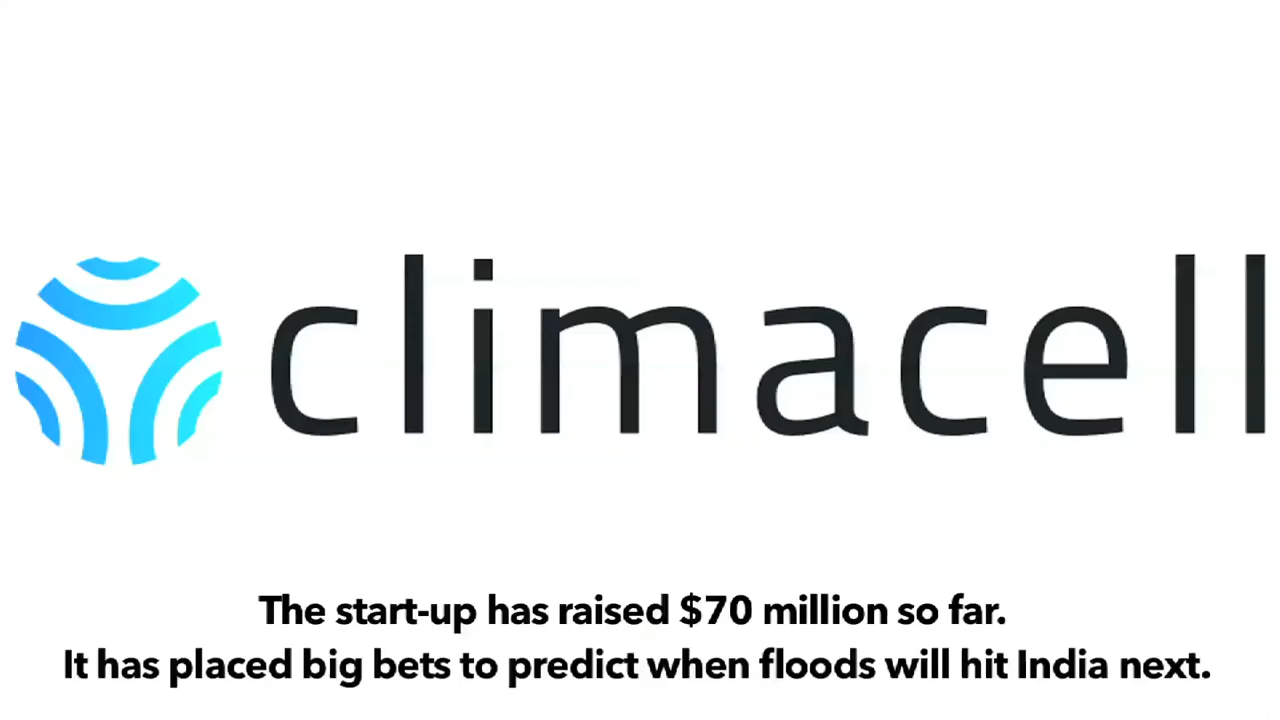 climacell
The start-up has raised $70 million so far.
It has placed big bets to predict when floods will hit India next.